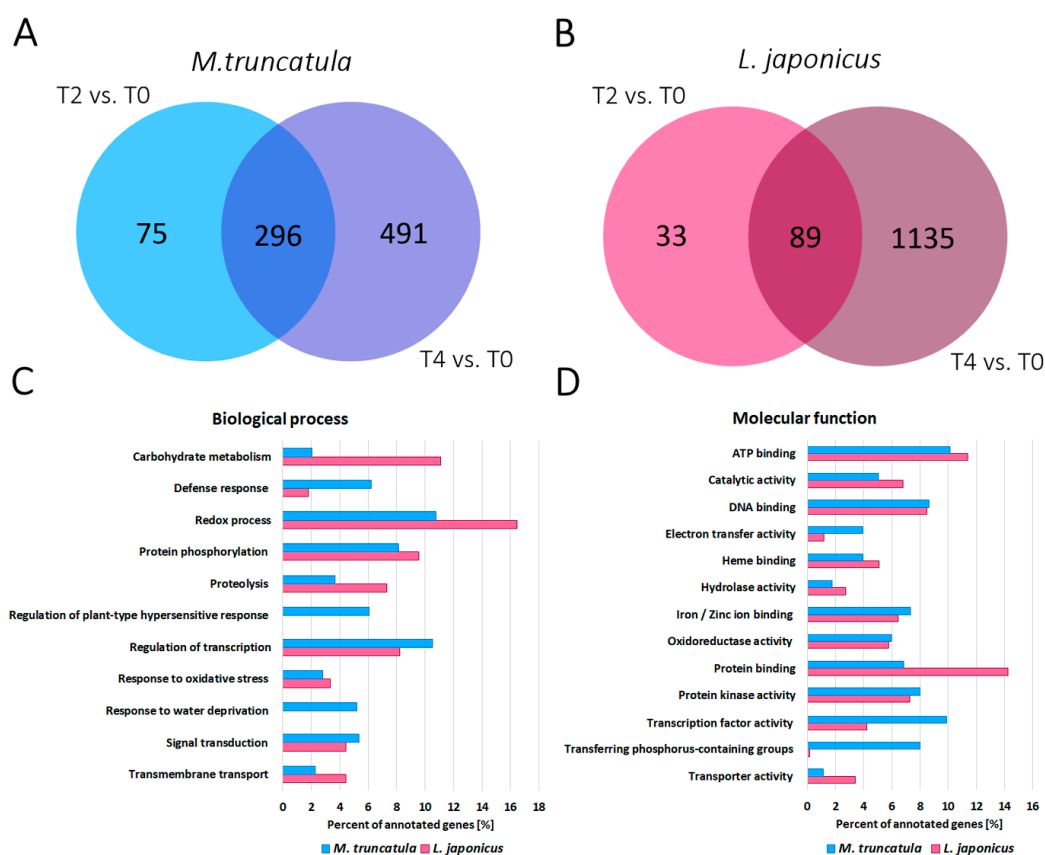 A
M.truncatula
T2 vs. T0
75
296
491
T4 vs. T0
B
L. japonicus
T2 vs. T0
33
89
1135
T4 vs. T0
C
Biological process
Carbohydrate metabolism
Defense response
Redox process
Protein phosphorylation
Proteolysis
Regulation of plant-type hypersensitive response
Regulation of transcription
Response to oxidative stress
Response to water deprivation
Signal transduction
Transmembrane transport
0 2 4 6 8 10 12 14 16 18
Percent of annotated genes [%]
M. truncatula L. japonicus
D
Molecular function
ATP binding
Catalytic activity
DNA binding
Electron transfer activity
Heme binding
Hydrolase activity
Iron / Zinc ion binding
Oxidoreductase activity
Protein binding
Protein kinase activity
Transcription factor activity
Transferring phosphorus-containing groups
Transporter activity
0 2 4 6 8 10 12 14 16
Percent of annotated genes [%]
M. truncatula L. japonicus